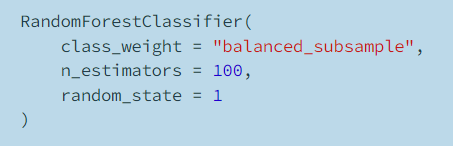 RandomForestClassifier(
    class_weight = "balanced_subsample",
    n_estimators = 100,
    random_state = 1
)